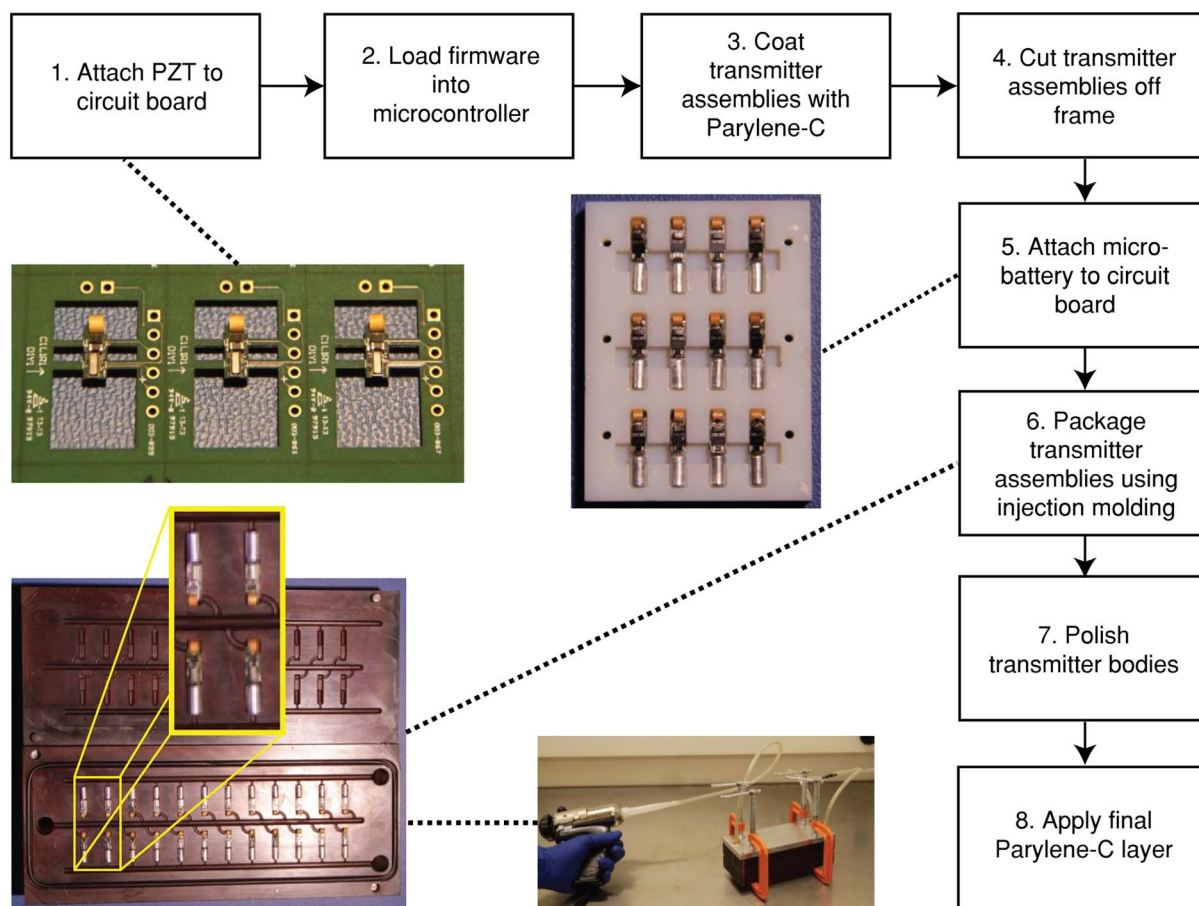 1. Attach PZT to
circuit board
2. Load firmware
into
microcontroller
3. Coat
transmitter
assemblies with
Parylene-C
4. Cut transmitter
assemblies off
frame
5. Attach micro-
battery to circuit
board
6. Package
transmitter
assemblies using
injection molding
7. Polish
transmitter bodies
8. Apply final
Parylene-C layer